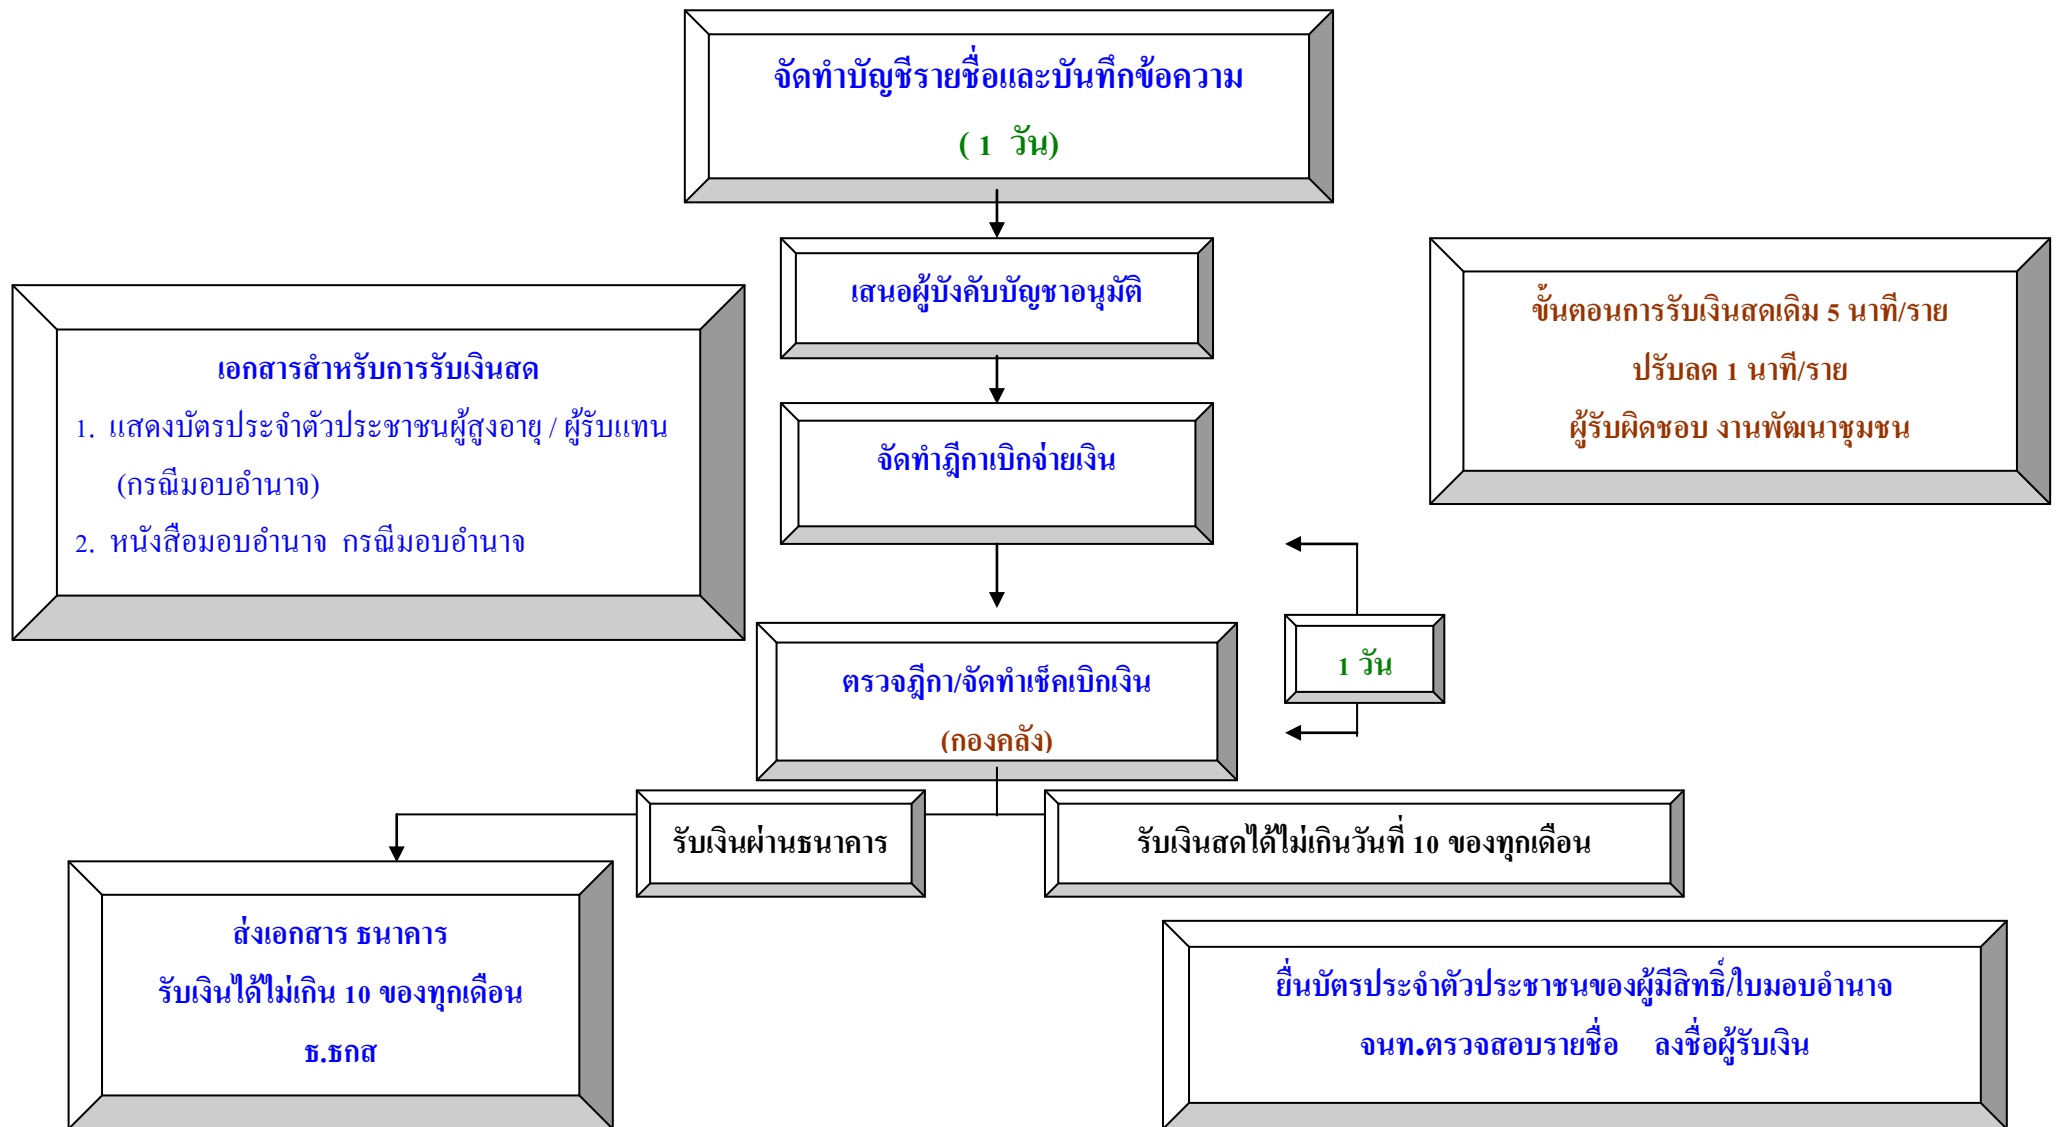 จัดทำบัญชีรายชื่อและบันทึกข้อความ
( 1 วัน)
เสนอผู้บังคับบัญชาอนุมัติ
ขั้นตอนการรับเงินสดเดิม 5 นาที/ราย
ปรับลด 1 นาที/ราย
ผู้รับผิดชอบ งานพัฒนาชุมชน
เอกสารสำหรับการรับเงินสด
1. แสดงบัตรประจำตัวประชาชนผู้สูงอายุ / ผู้รับแทน
(กรณีมอบอำนาจ)
2. หนังสือมอบอำนาจ กรณีมอบอำนาจ
จัดทำฎีกาเบิกจ่ายเงิน
1 วัน
ตรวจฎีกา/จัดทำเช็คเบิกเงิน
(กองคลัง)
รับเงินผ่านธนาคาร
รับเงินสดได้ไม่เกินวันที่ 10 ของทุกเดือน
ส่งเอกสาร ธนาคาร
รับเงินได้ไม่เกิน 10 ของทุกเดือน
ธ.ธกส
ยื่นบัตรประจำตัวประชาชนของผู้มีสิทธิ์/ใบมอบอำนาจ
จนท.ตรวจสอบรายชื่อ ลงชื่อผู้รับเงิน